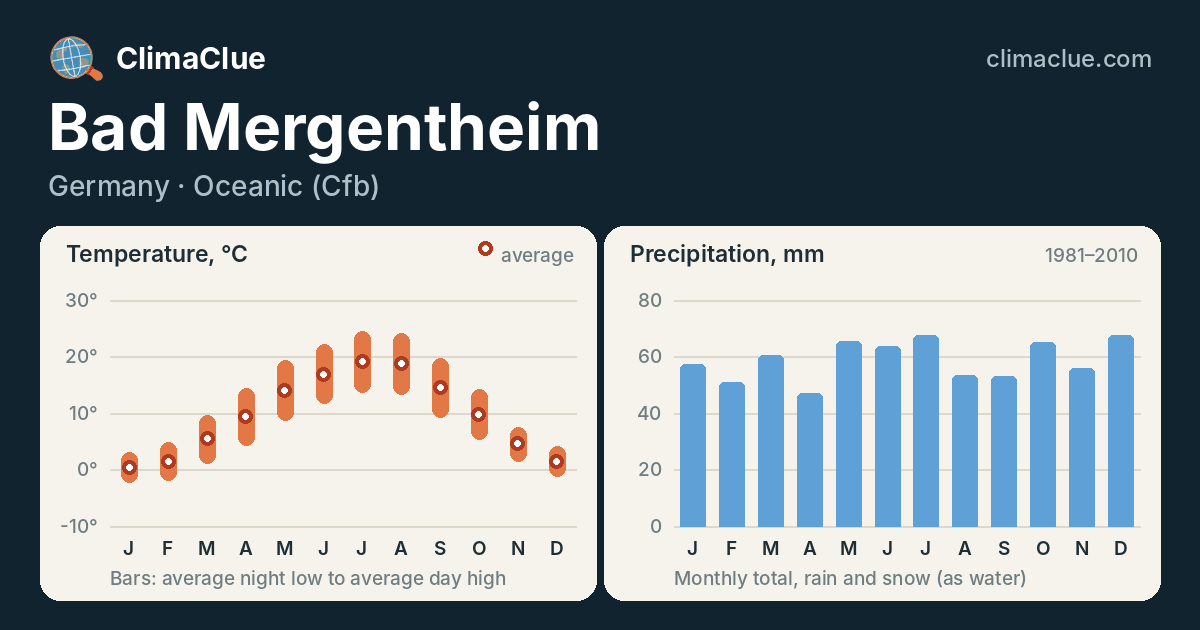 ClimaClue
climaclue.com
Bad Mergentheim
Germany · Oceanic (Cfb)
Temperature, °C
average
30°
20°
10°
0°
-10°
J F M A M J J A S O N D
Bars: average night low to average day high
Precipitation, mm
1981–2010
80
60
40
20
0
J F M A M J J A S O N D
Monthly total, rain and snow (as water)